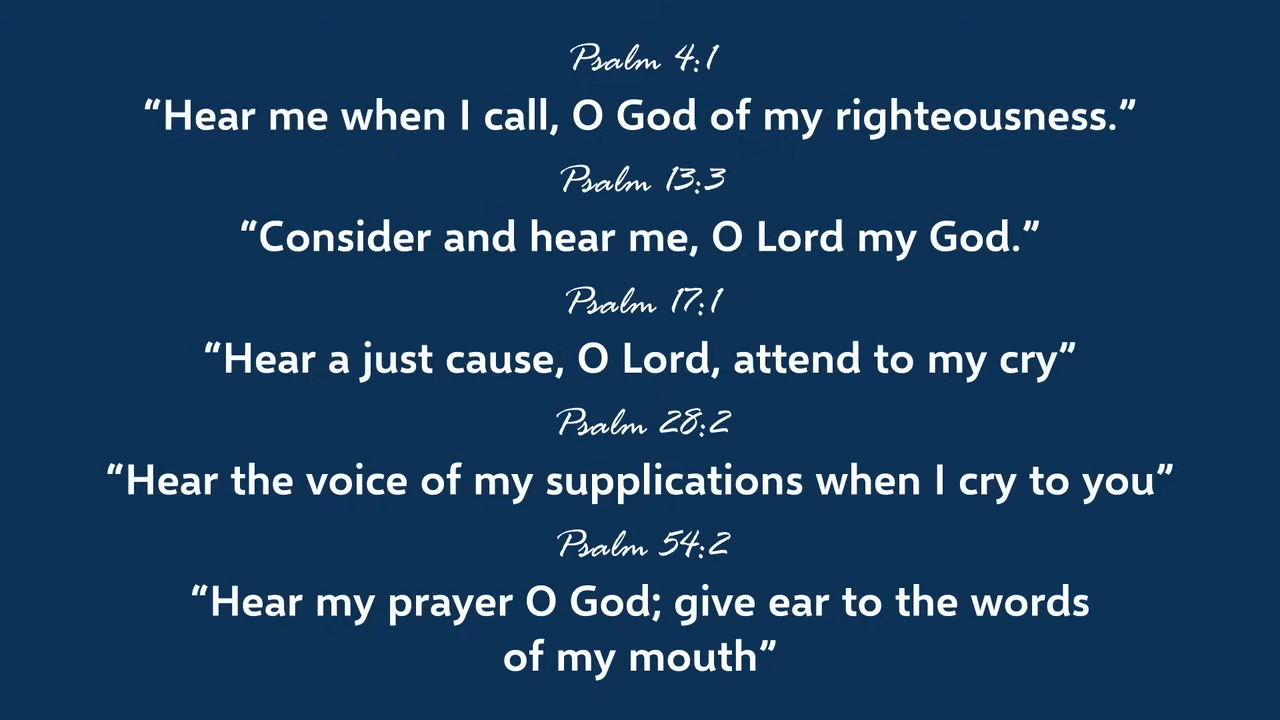 Psalm 4:1
“Hear me when I call, O God of my righteousness.”
Psalm 13:3
“Consider and hear me, O Lord my God.”
Psalm 17:1
“Hear a just cause, O Lord, attend to my cry”
Psalm 28:2
“Hear the voice of my supplications when I cry to you”
Psalm 54:2
“Hear my prayer O God; give ear to the words
of my mouth”